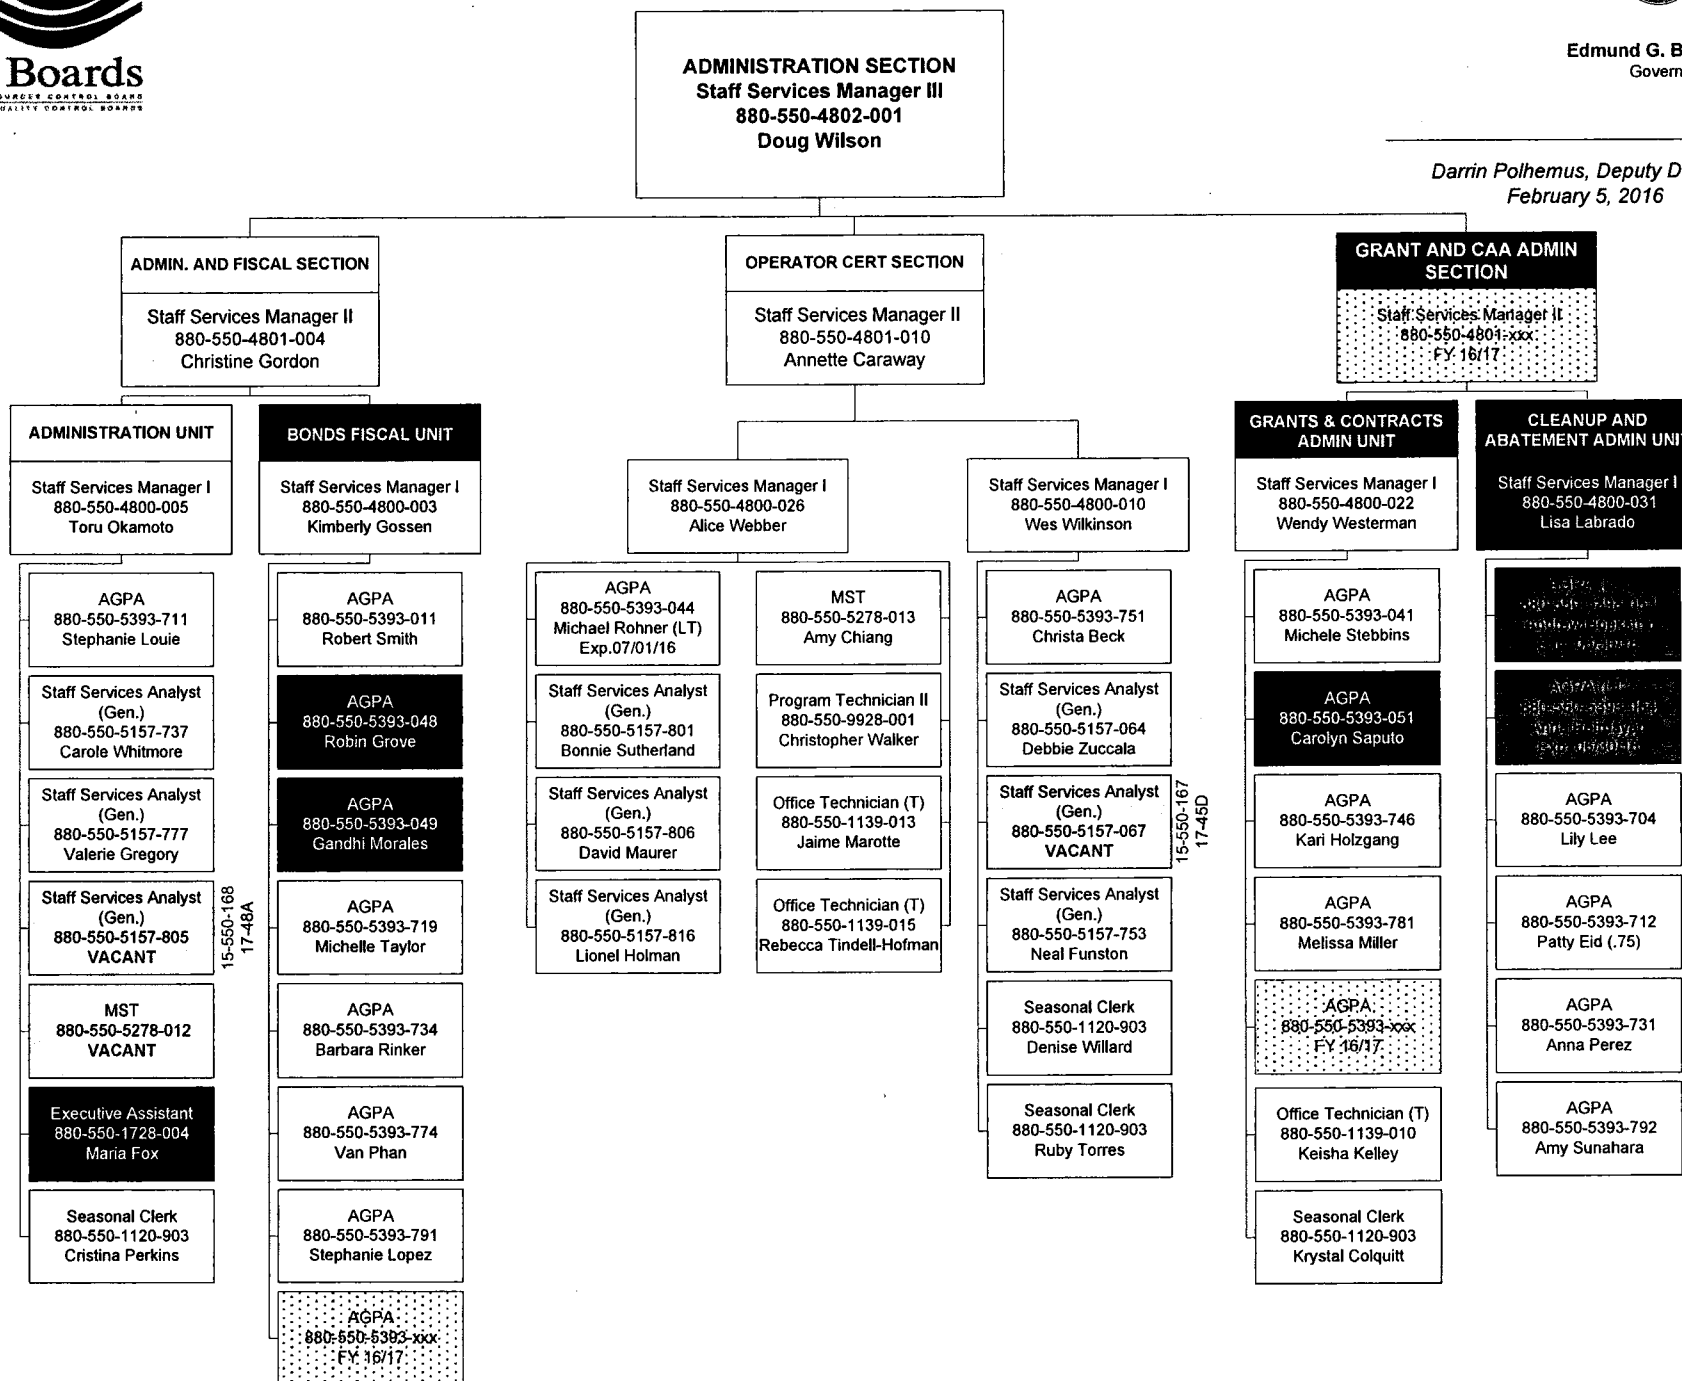 Boards
Edmund G. B
Govern
ADMINISTRATION SECTION
Staff Services Manager III
880-550-4802-001
Doug Wilson
Darrin Polhemus, Deputy D
February 5, 2016
ADMIN. AND FISCAL SECTION
Staff Services Manager II
880-550-4801-004
Christine Gordon
OPERATOR CERT SECTION
Staff Services Manager II
880-550-4801-010
Annette Caraway
GRANT AND CAA ADMIN
SECTION
Staff Services Manager II
880-550-4801-xxx
FY 16/17
ADMINISTRATION UNIT
Staff Services Manager I
880-550-4800-005
Toru Okamoto
AGPA
880-550-5393-711
Stephanie Louie
Staff Services Analyst
(Gen.)
880-550-5157-737
Carole Whitmore
Staff Services Analyst
(Gen.)
880-550-5157-777
Valerie Gregory
Staff Services Analyst
(Gen.)
880-550-5157-805
VACANT
15-550-168
17-48A
MST
880-550-5278-012
VACANT
Executive Assistant
880-550-1728-004
Maria Fox
Seasonal Clerk
880-550-1120-903
Cristina Perkins
BONDS FISCAL UNIT
Staff Services Manager I
880-550-4800-003
Kimberly Gossen
AGPA
880-550-5393-011
Robert Smith
AGPA
880-550-5393-048
Robin Grove
AGPA
880-550-5393-049
Gandhi Morales
AGPA
880-550-5393-719
Michelle Taylor
AGPA
880-550-5393-734
Barbara Rinker
AGPA
880-550-5393-774
Van Phan
AGPA
880-550-5393-791
Stephanie Lopez
AGPA
880-550-5393-xxx
FY 16/17
Staff Services Manager I
880-550-4800-026
Alice Webber
AGPA
880-550-5393-044
Michael Rohner (LT)
Exp.07/01/16
Staff Services Analyst
(Gen.)
880-550-5157-801
Bonnie Sutherland
Staff Services Analyst
(Gen.)
880-550-5157-806
David Maurer
Staff Services Analyst
(Gen.)
880-550-5157-816
Lionel Holman
MST
880-550-5278-013
Amy Chiang
Program Technician II
880-550-9928-001
Christopher Walker
Office Technician (T)
880-550-1139-013
Jaime Marotte
Office Technician (T)
880-550-1139-015
Rebecca Tindell-Hofman
Staff Services Manager I
880-550-4800-010
Wes Wilkinson
AGPA
880-550-5393-751
Christa Beck
Staff Services Analyst
(Gen.)
880-550-5157-064
Debbie Zuccala
Staff Services Analyst
(Gen.)
880-550-5157-067
VACANT
15-550-167
17-45D
Staff Services Analyst
(Gen.)
880-550-5157-753
Neal Funston
Seasonal Clerk
880-550-1120-903
Denise Willard
Seasonal Clerk
880-550-1120-903
Ruby Torres
GRANTS & CONTRACTS
ADMIN UNIT
Staff Services Manager I
880-550-4800-022
Wendy Westerman
AGPA
880-550-5393-041
Michele Stebbins
AGPA
880-550-5393-051
Carolyn Saputo
AGPA
880-550-5393-746
Kari Holzgang
AGPA
880-550-5393-781
Melissa Miller
AGPA
880-550-5393-xxx
FY 16/17
Office Technician (T)
880-550-1139-010
Keisha Kelley
Seasonal Clerk
880-550-1120-903
Krystal Colquitt
CLEANUP AND
ABATEMENT ADMIN UNIT
Staff Services Manager I
880-550-4800-031
Lisa Labrado
AGPA
880-550-5393-704
Lily Lee
AGPA
880-550-5393-712
Patty Eid (.75)
AGPA
880-550-5393-731
Anna Perez
AGPA
880-550-5393-792
Amy Sunahara